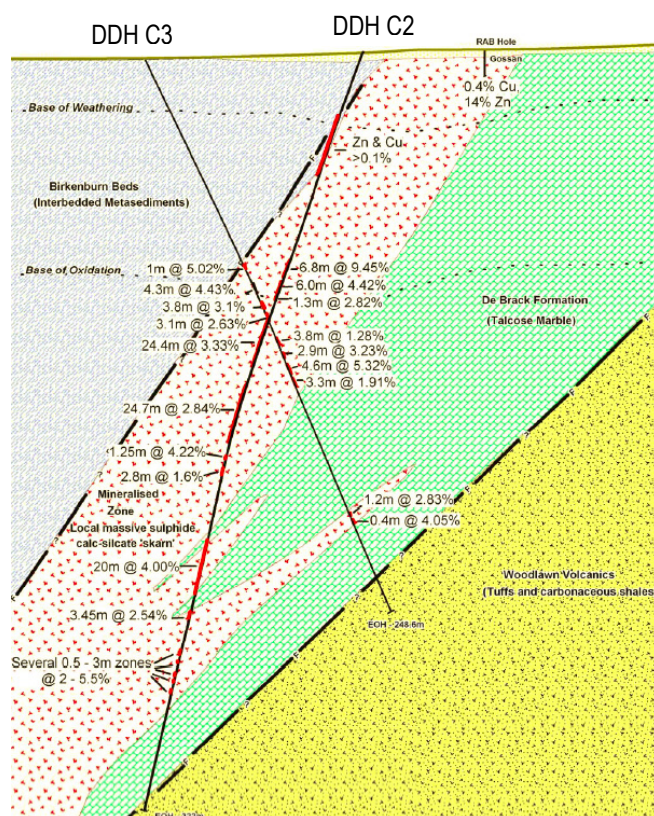 DDH C3
DDH C2
RAB Hole
Gossan
0.4% Cu,
14% Zn
Base of Weathering
Zn & Cu
>0.1%
Birkenburn Beds
(Interbedded Metasediments)
Base of Oxidation
1m @ 5.02%
4.3m @ 4.43%
3.8m @ 3.1%
3.1m @ 2.63%
24.4m @ 3.33%
6.8m @ 9.45%
6.0m @ 4.42%
1.3m @ 2.82%
De Brack Formation
(Talcose Marble)
3.8m @ 1.28%
2.9m @ 3.23%
4.6m @ 5.32%
3.3m @ 1.91%
24.7m @ 2.84%
1.25m @ 4.22%
2.8m @ 1.6%
Mineralised
Zone
'Local massive sulphide,
calc-silcate 'skarn'
1.2m @ 2.83%
0.4m @ 4.05%
20m @ 4.00%
Woodlawn Volcanics
(Tuffs and carbonaceous shales
3.45m @ 2.54%
EOH - 248.6m
Several 0.5 - 3m zones
@ 2 - 5.5%
F
F
F
F
F
F